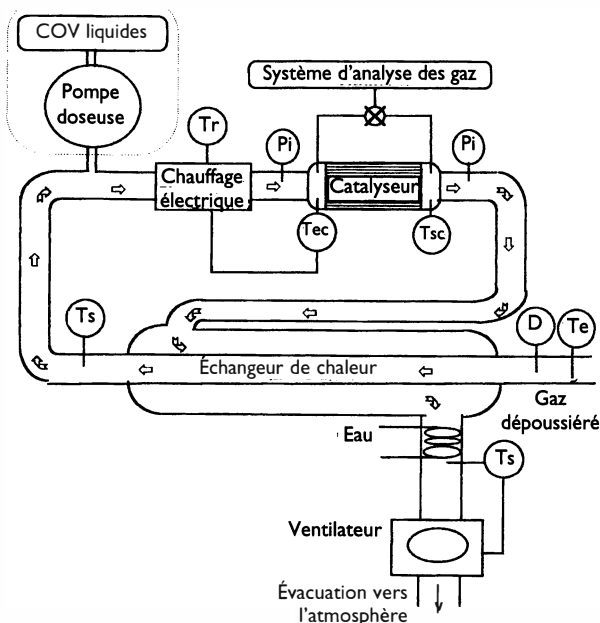 COV liquides
Système d'analyse des gaz
Pompe
doseuse
Tr
Pi
Pi
Chauffage
électrique
Catalyseur
Tec
Tsc
Ts
D
Te
Échangeur de chaleur
Gaz
dépoussiéré
Eau
Ts
Ventilateur
Évacuation vers
l'atmosphère